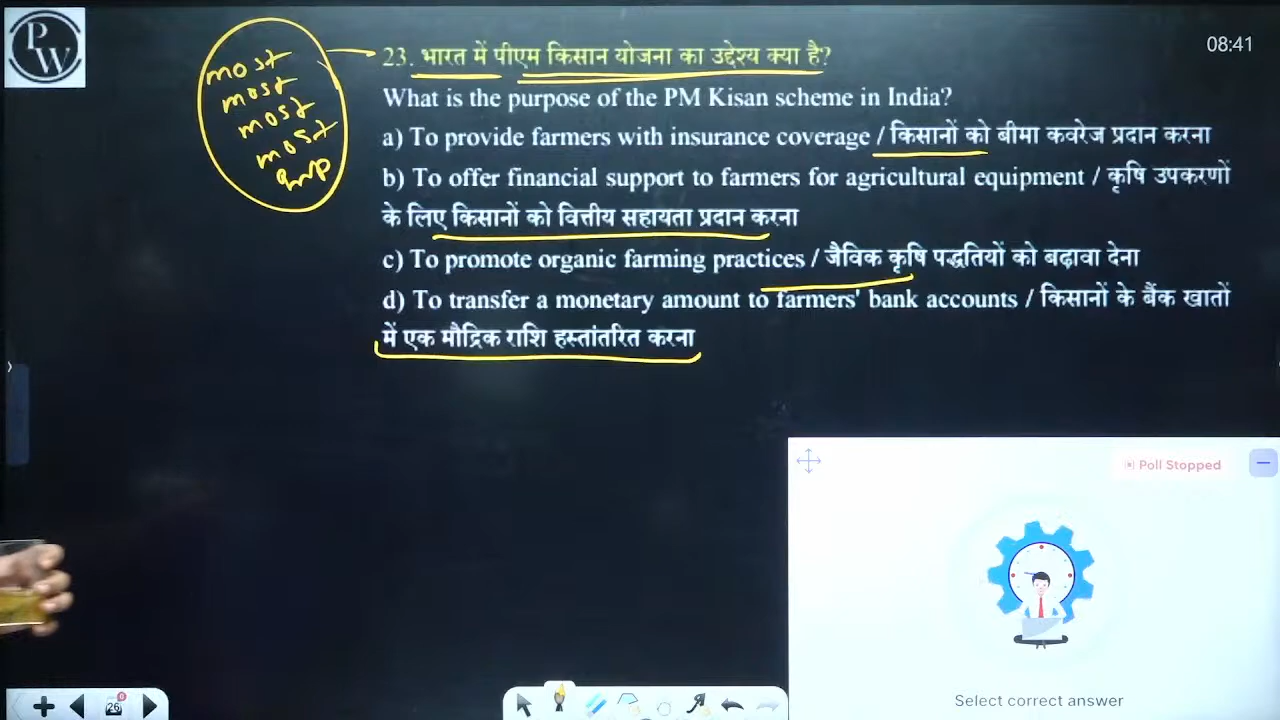 PW
most
most
most
most
imp
23. भारत में पीएम किसान योजना का उद्देश्य क्या है?
08:41
What is the purpose of the PM Kisan scheme in India?
a) To provide farmers with insurance coverage / किसानों को बीमा कवरेज प्रदान करना
b) To offer financial support to farmers for agricultural equipment / कृषि उपकरणों
के लिए किसानों को वित्तीय सहायता प्रदान करना
c) To promote organic farming practices / जैविक कृषि पद्धतियों को बढ़ावा देना
d) To transfer a monetary amount to farmers' bank accounts / किसानों के बैंक खातों
में एक मौद्रिक राशि हस्तांतरित करना
Poll Stopped
Select correct answer
26
6